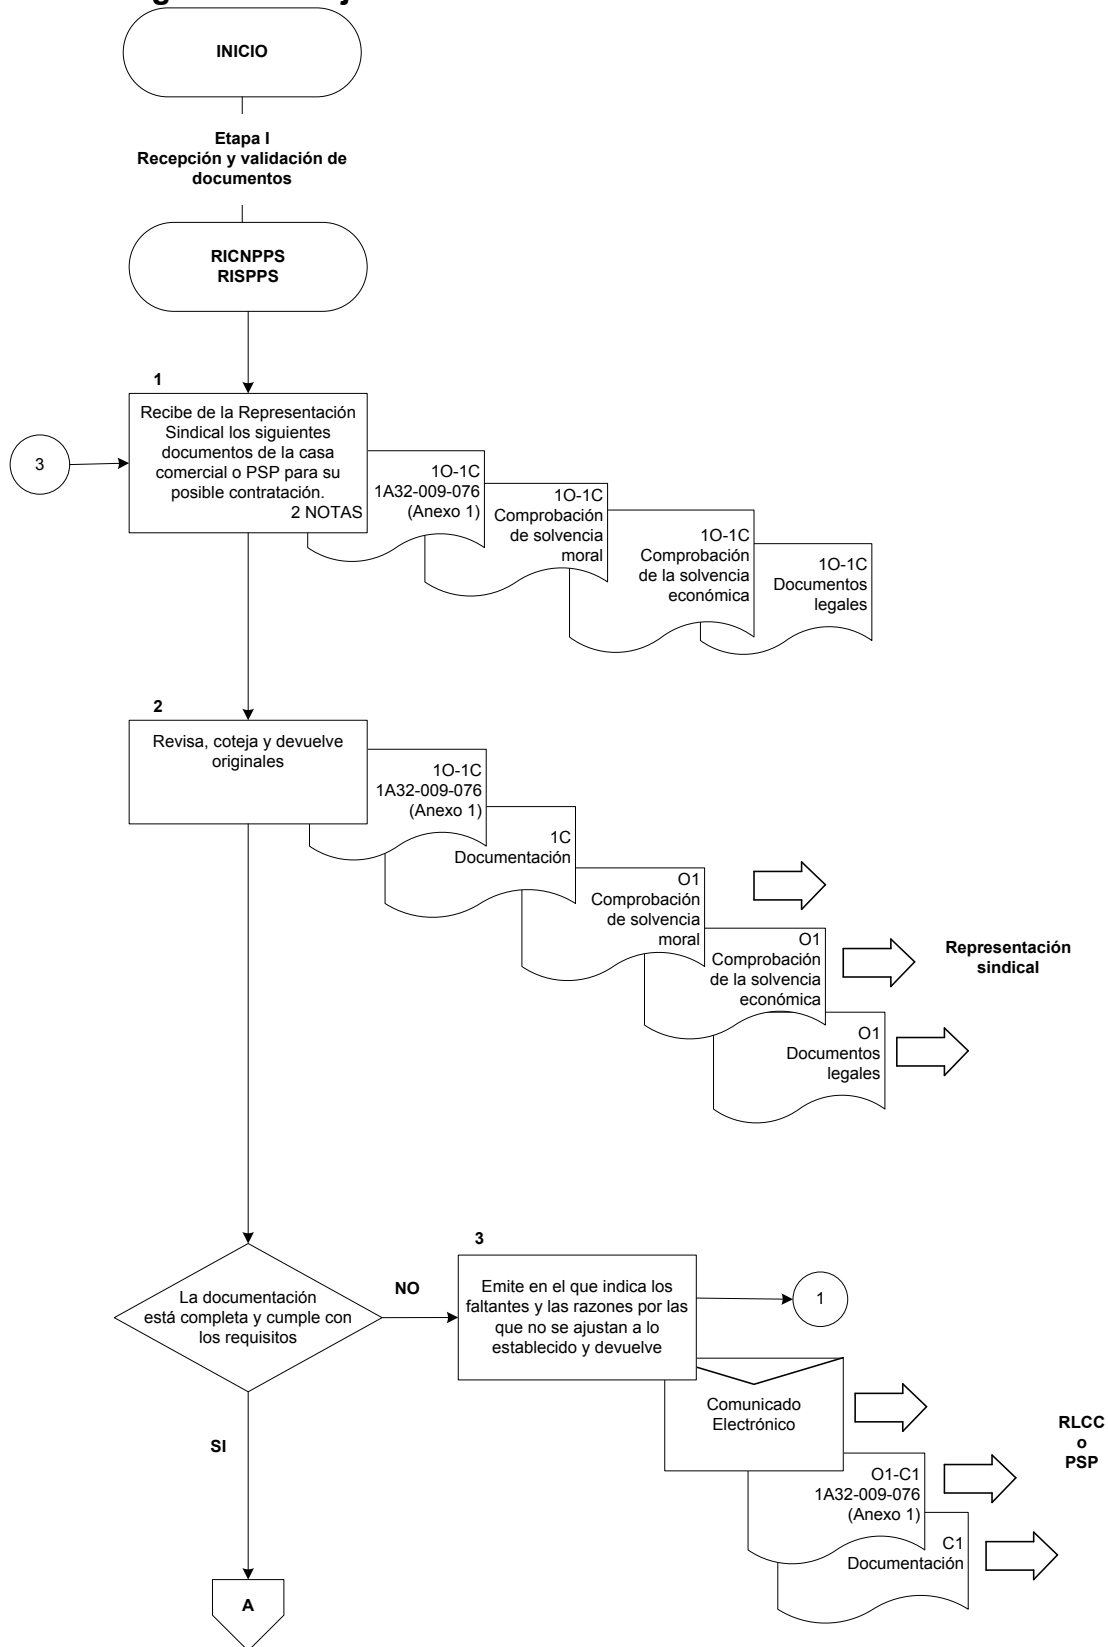 INICIO
Etapa I
Recepción y validación de
documentos
RICNPPS
RISPPS
1
Recibe de la Representación
Sindical los siguientes
documentos de la casa
comercial o PSP para su
posible contratación.
2 NOTAS
3
1O-1C
1A32-009-076
(Anexo 1)
1O-1C
Comprobación
de solvencia
moral
1O-1C
Comprobación
de la solvencia
económica
1O-1C
Documentos
legales
2
Revisa, coteja y devuelve
originales
1O-1C
1A32-009-076
(Anexo 1)
1C
Documentación
O1
Comprobación
de solvencia
moral
O1
Comprobación
de la solvencia
económica
Representación
sindical
O1
Documentos
legales
La documentación
está completa y cumple con
los requisitos
NO
3
Emite en el que indica los
faltantes y las razones por las
que no se ajustan a lo
establecido y devuelve
1
Comunicado
Electrónico
RLCC
o
PSP
O1-C1
1A32-009-076
(Anexo 1)
C1
Documentación
SI
A